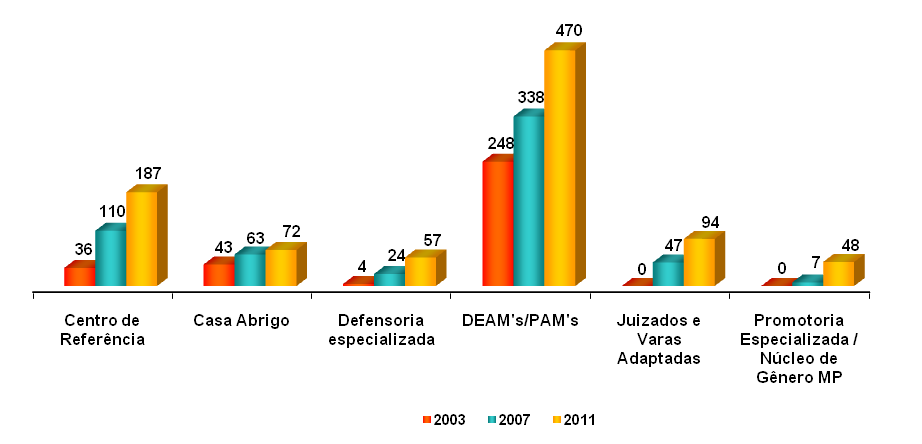 470
338
248
187
110
36
43
63
72
4
24
57
0
47
94
0
7
48
Centro de
Referência
Casa Abrigo
Defensoria
especializada
DEAM's/PAM's
Juizados e
Varas
Adaptadas
Promotoria
Especializada /
Núcleo de
Gênero MP
2003
2007
2011